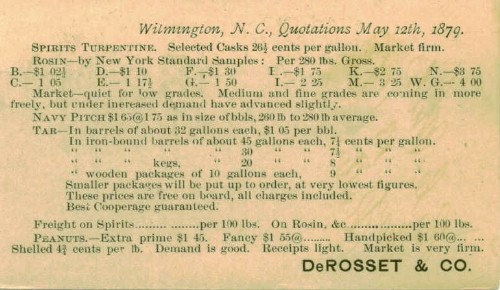 Wilmington, N. C., Quotations May 12th, 1879.
SPIRITS TURPENTINE. Selected Casks 26½ cents per gallon. Market firm.
ROSIN—by New York Standard Samples: Per 280 lbs. Gross.
B.—$1 02½ D.—$1 10 F.—$1 30 I.—$1 75 K.—$2 75 N.—$3 75
C.—1 05 E.—1 17½ G.—1 50 I.—2 25 M.—3 25 W. G.—4 00
Market—quiet for low grades. Medium and fine grades are coming in more
freely, but under increased demand have advanced slightly.
NAVY PITCH $1 65@1 75 as in size of bbls, 260 lb to 280 lb average.
TAR—In barrels of about 32 gallons each, $1 05 per bbl.
In iron-bound barrels of about 45 gallons each, 7½ cents per gallon.
" " " " 30 " " 7½ " "
" " kegs, " 20 " " 8 " "
" wooden packages of 10 gallons each, 9 " "
Smaller packages will be put up to order, at very lowest figures.
These prices are free on board, all charges included.
Best Cooperage guaranteed.
Freight on Spirits.................per 100 lbs. On Rosin, &c.................per 100 lbs.
PEANUTS.—Extra prime $1 45. Fancy $1 55@........ Handpicked $1 60@... ...
Shelled 4¾ cents per lb. Demand is good. Receipts light. Market is very firm.
DeROSSET & CO.